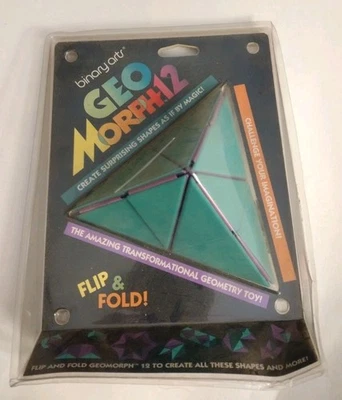 binary arts®
GEO
MORPH•12
CREATE SURPRISING SHAPES AS IF BY MAGIC!
CHALLENGE YOUR IMAGINATION!
THE AMAZING TRANSFORMATIONAL GEOMETRY TOY!
FLIP &
FOLD!
FLIP AND FOLD GEOMORPH™ 12 TO CREATE ALL THESE SHAPES AND MORE!